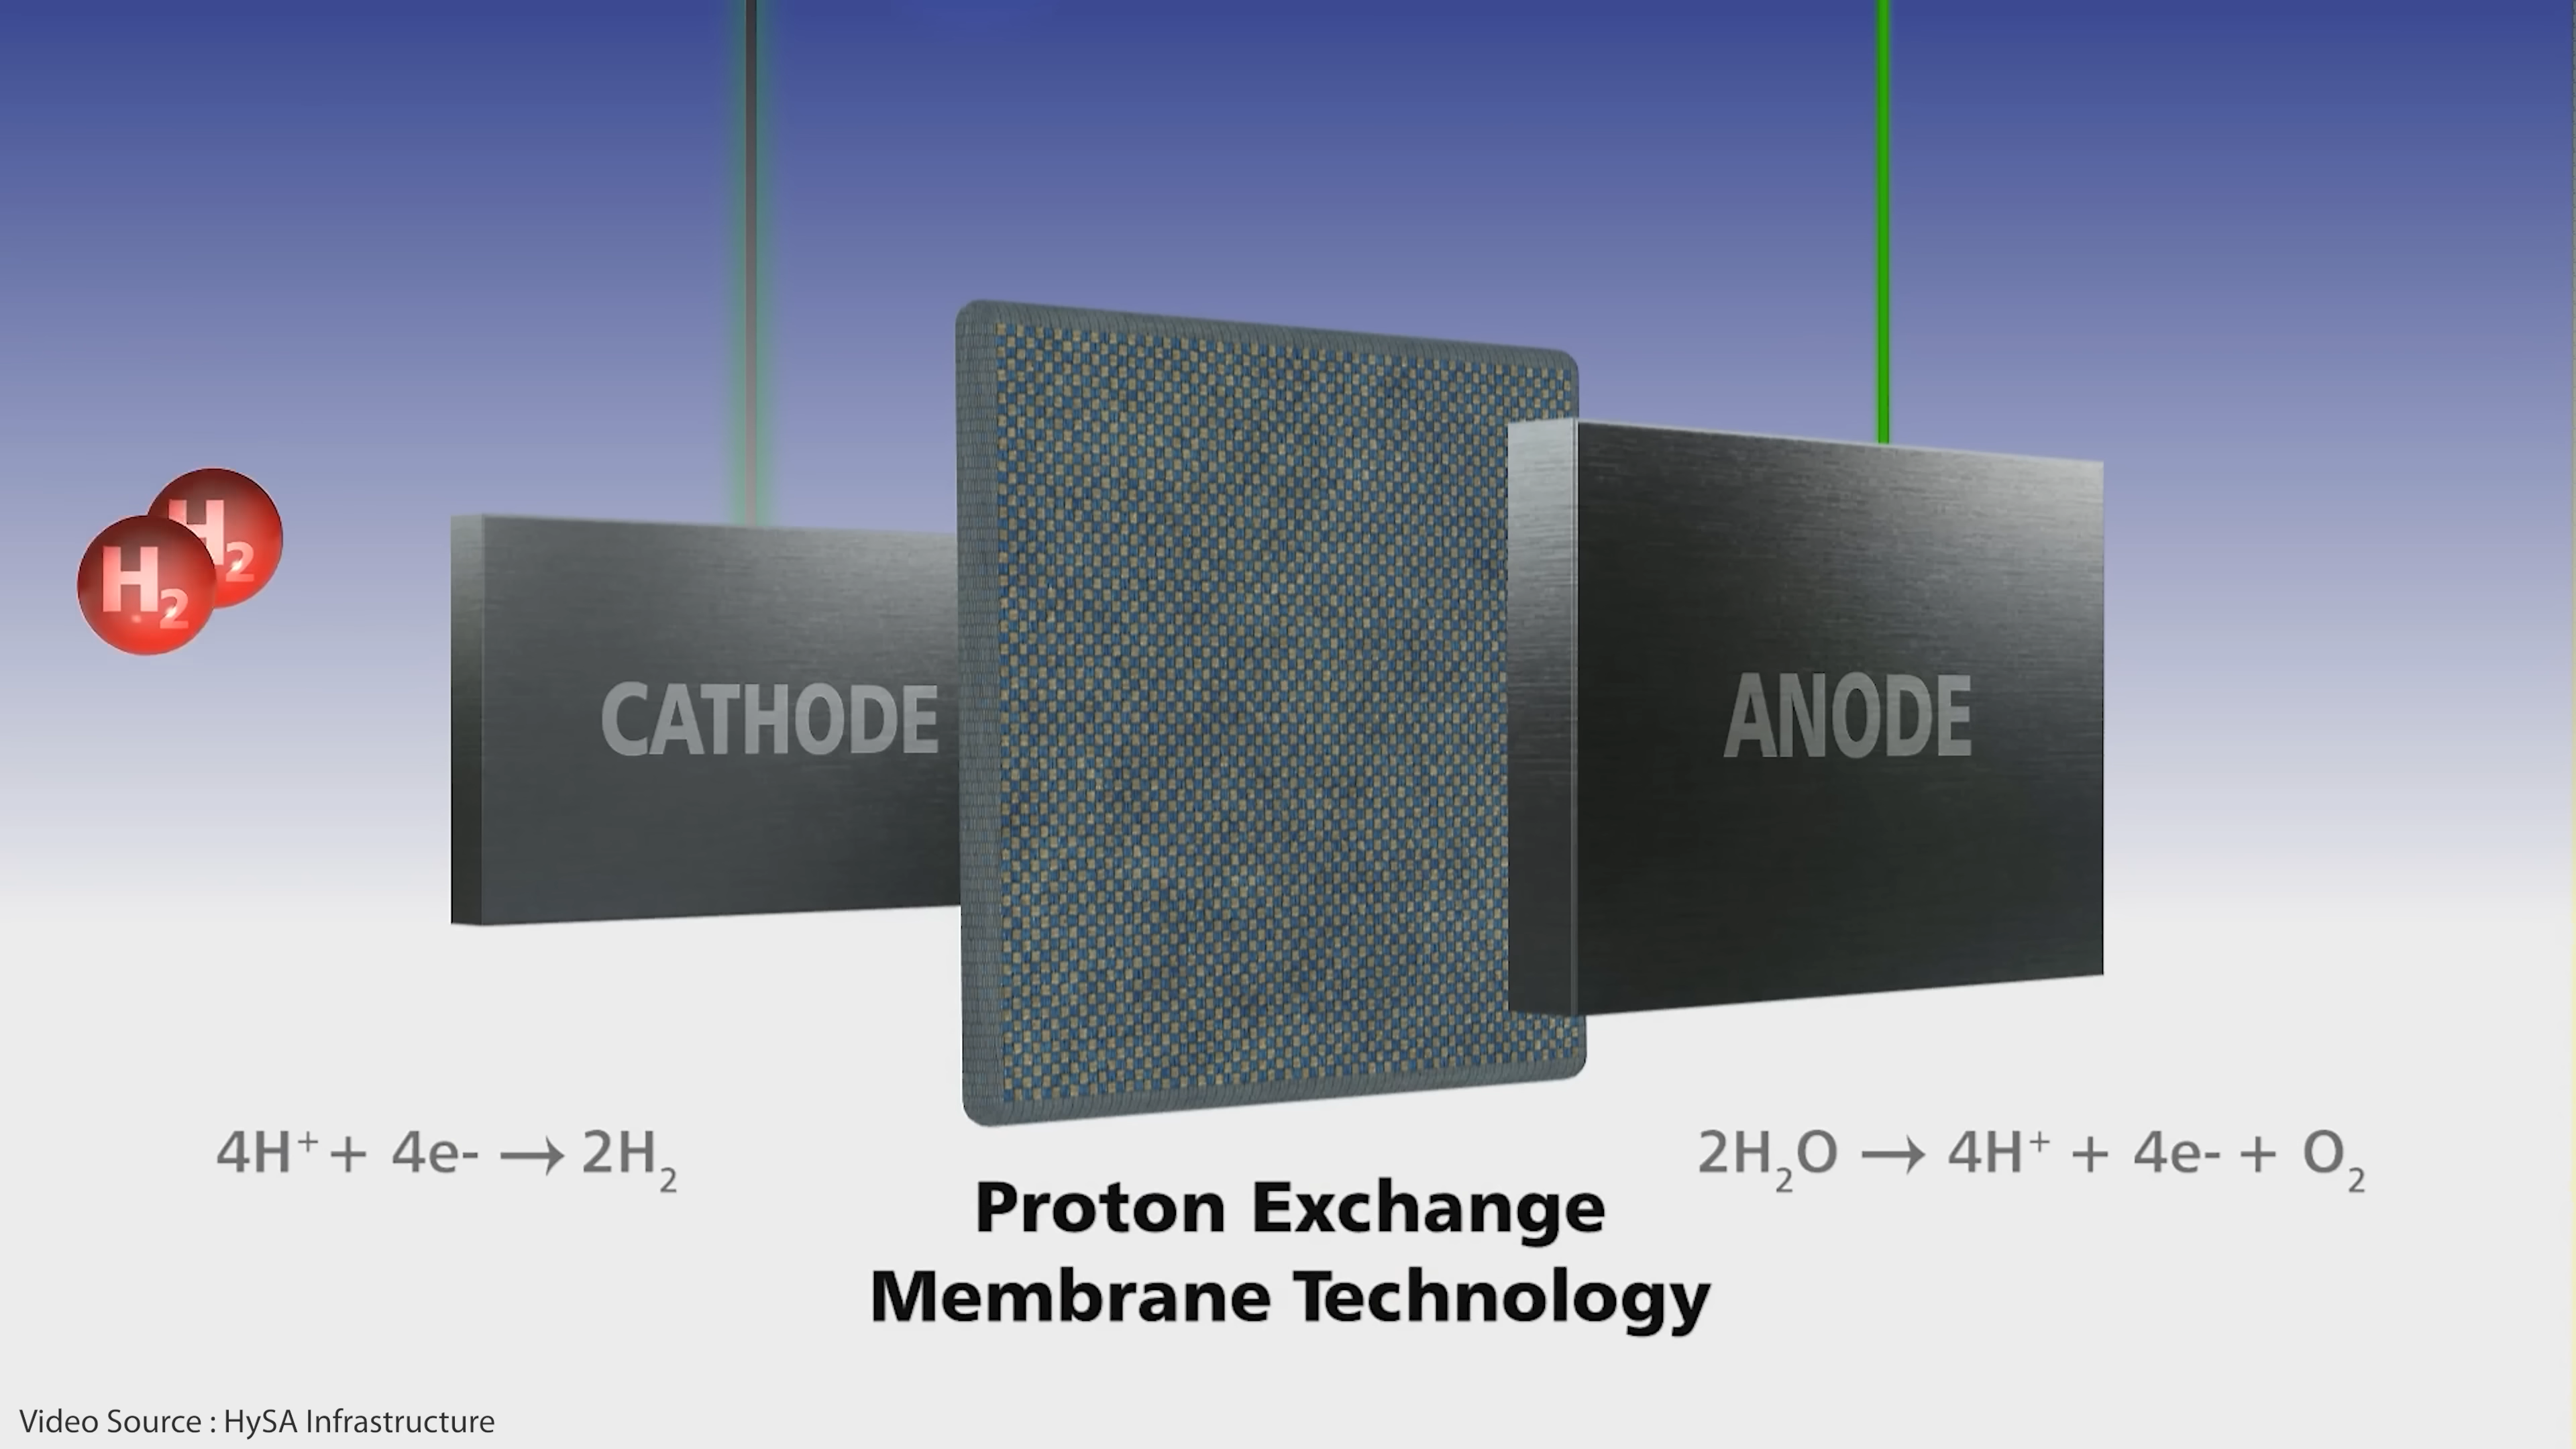 H₂
H₂
CATHODE
ANODE
4H⁺ + 4e- → 2H₂
2H₂O → 4H⁺ + 4e- + O₂
Proton Exchange
Membrane Technology
Video Source : HySA Infrastructure